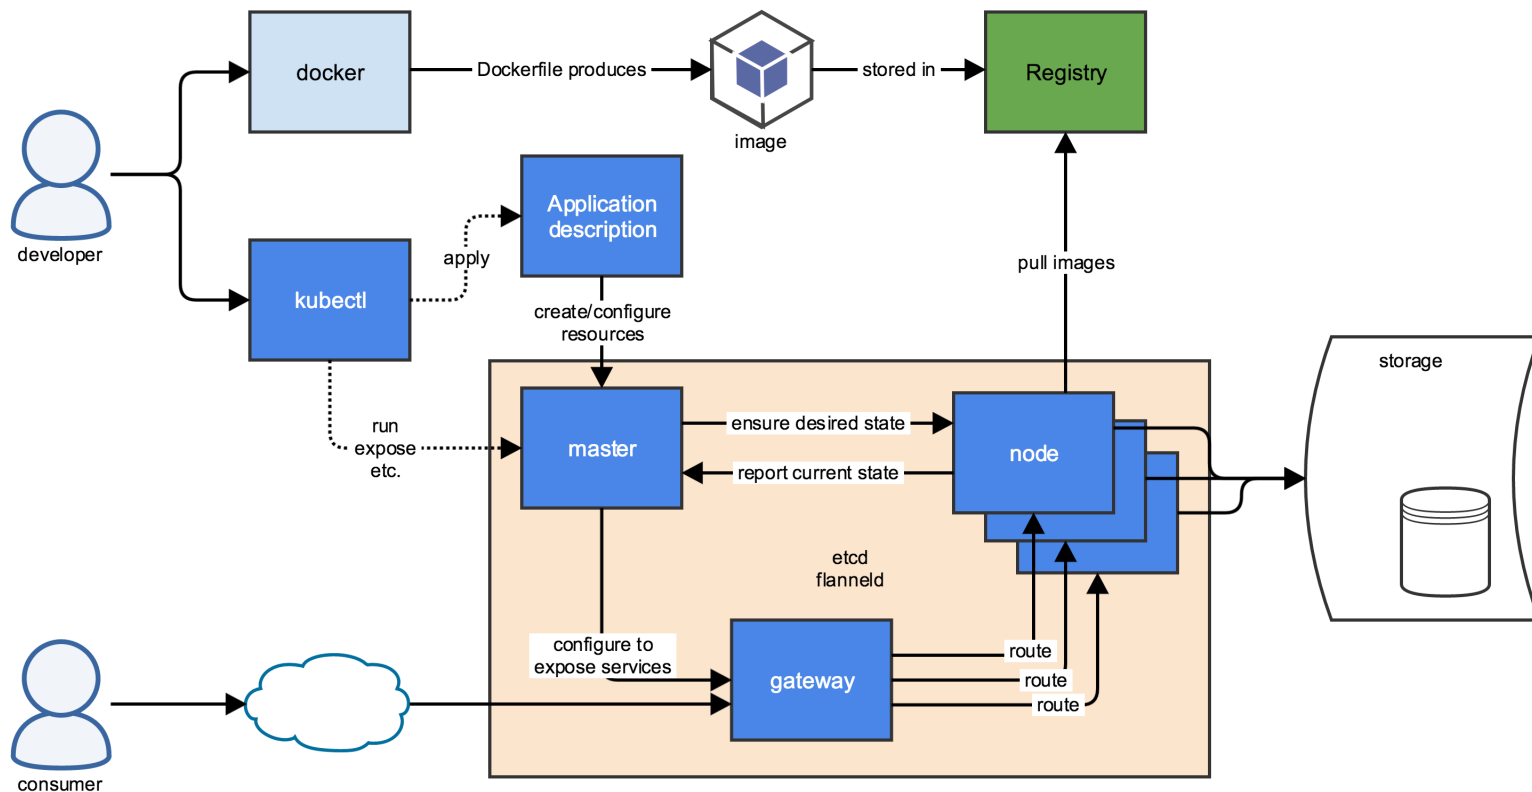 docker
Dockerfile produces
image
stored in
Registry
developer
kubectl
apply
Application
description
create/configure
resources
pull images
run
expose
etc.
master
ensure desired state
report current state
node
storage
etcd
flanneld
configure to
expose services
gateway
route
route
route
consumer